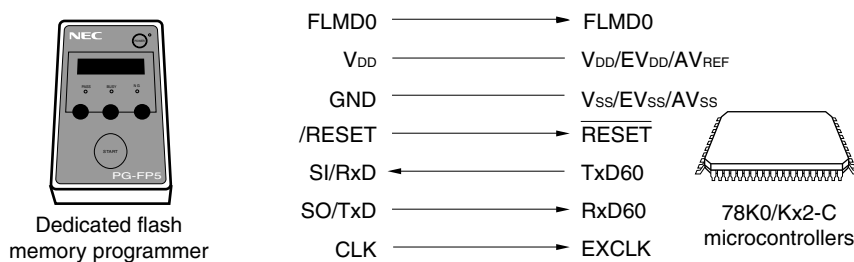 NEC
PASS BUSY N.G.
START
PG-FP5
Dedicated flash
memory programmer
FLMD0 FLMD0
VDD VDD/EVDD/AVREF
GND VSS/EVSS/AVSS
/RESET RESET
SI/RxD TxD60
SO/TxD RxD60
CLK EXCLK
78K0/Kx2-C
microcontrollers